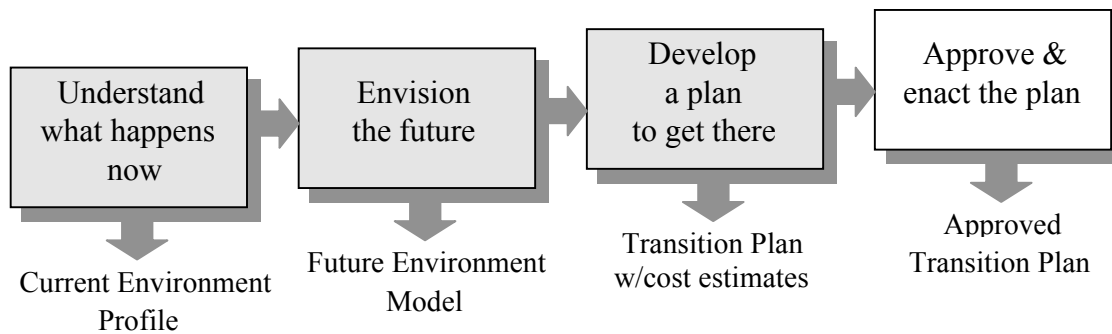 Understand
what happens
now
Envision
the future
Develop
a plan
to get there
Approve &
enact the plan
Current Environment
Profile
Future Environment
Model
Transition Plan
w/cost estimates
Approved
Transition Plan